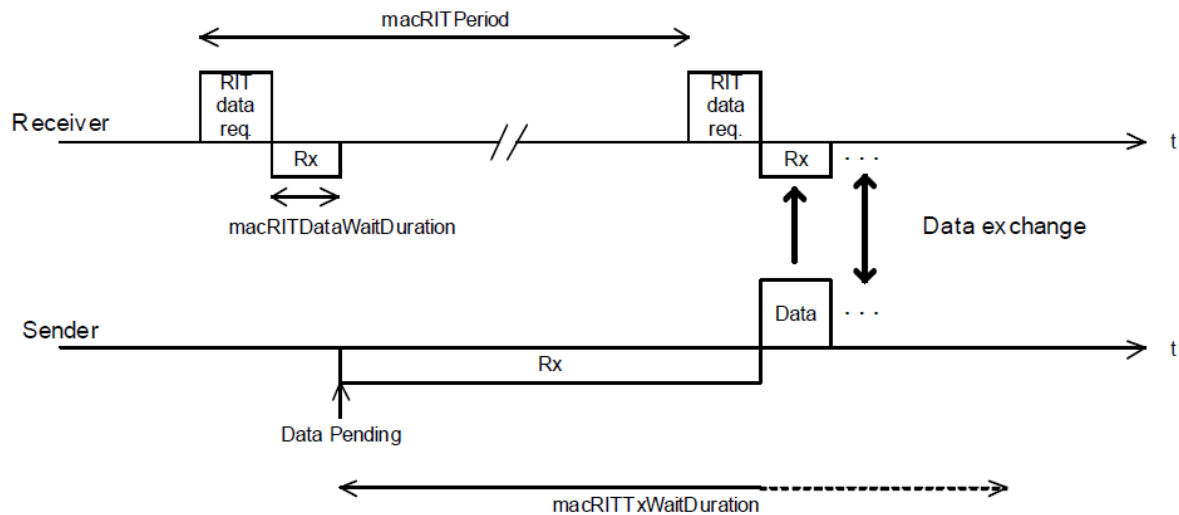 macRITPeriod
RIT
data
req.
RIT
data
req.
Receiver
t
Rx
Rx
. . .
macRITDataWaitDuration
Data exchange
Data
. . .
Sender
t
Rx
Data Pending
macRITTxWaitDuration